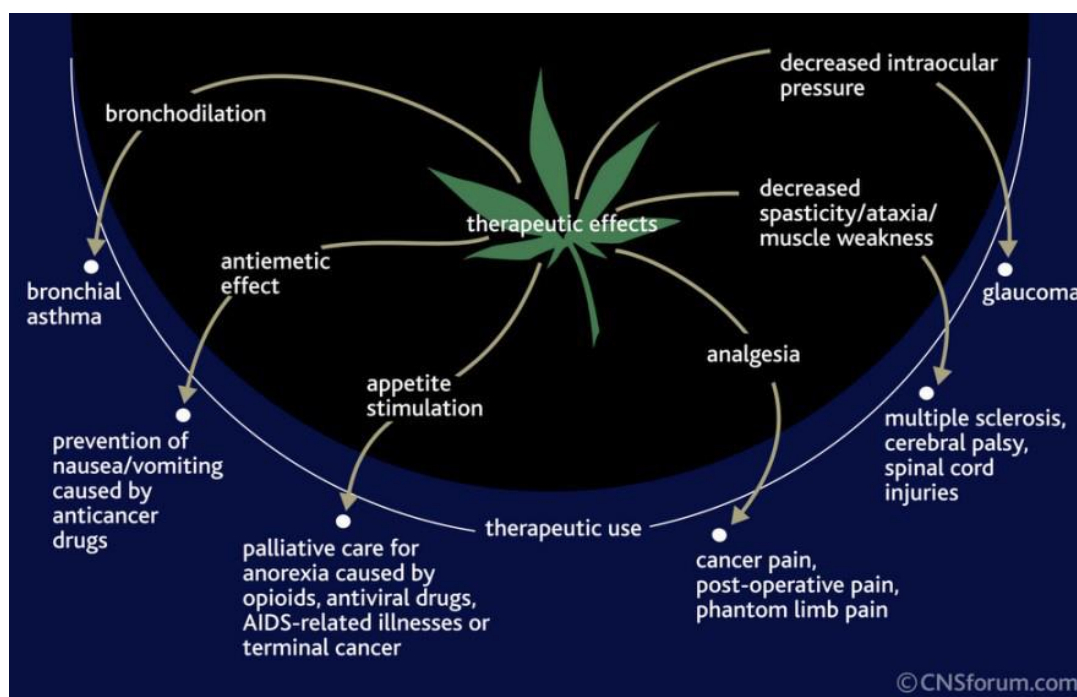 decreased intraocular
pressure
bronchodilation
decreased
spasticity/ataxia/
muscle weakness
therapeutic effects
antiemetic
effect
bronchial
asthma
glaucoma
analgesia
appetite
stimulation
prevention of
nausea/vomiting
caused by
anticancer
drugs
multiple sclerosis,
cerebral palsy,
spinal cord
injuries
therapeutic use
palliative care for
anorexia caused by
opioids, antiviral drugs,
AIDS-related illnesses or
terminal cancer
cancer pain,
post-operative pain,
phantom limb pain
© CNSforum.com